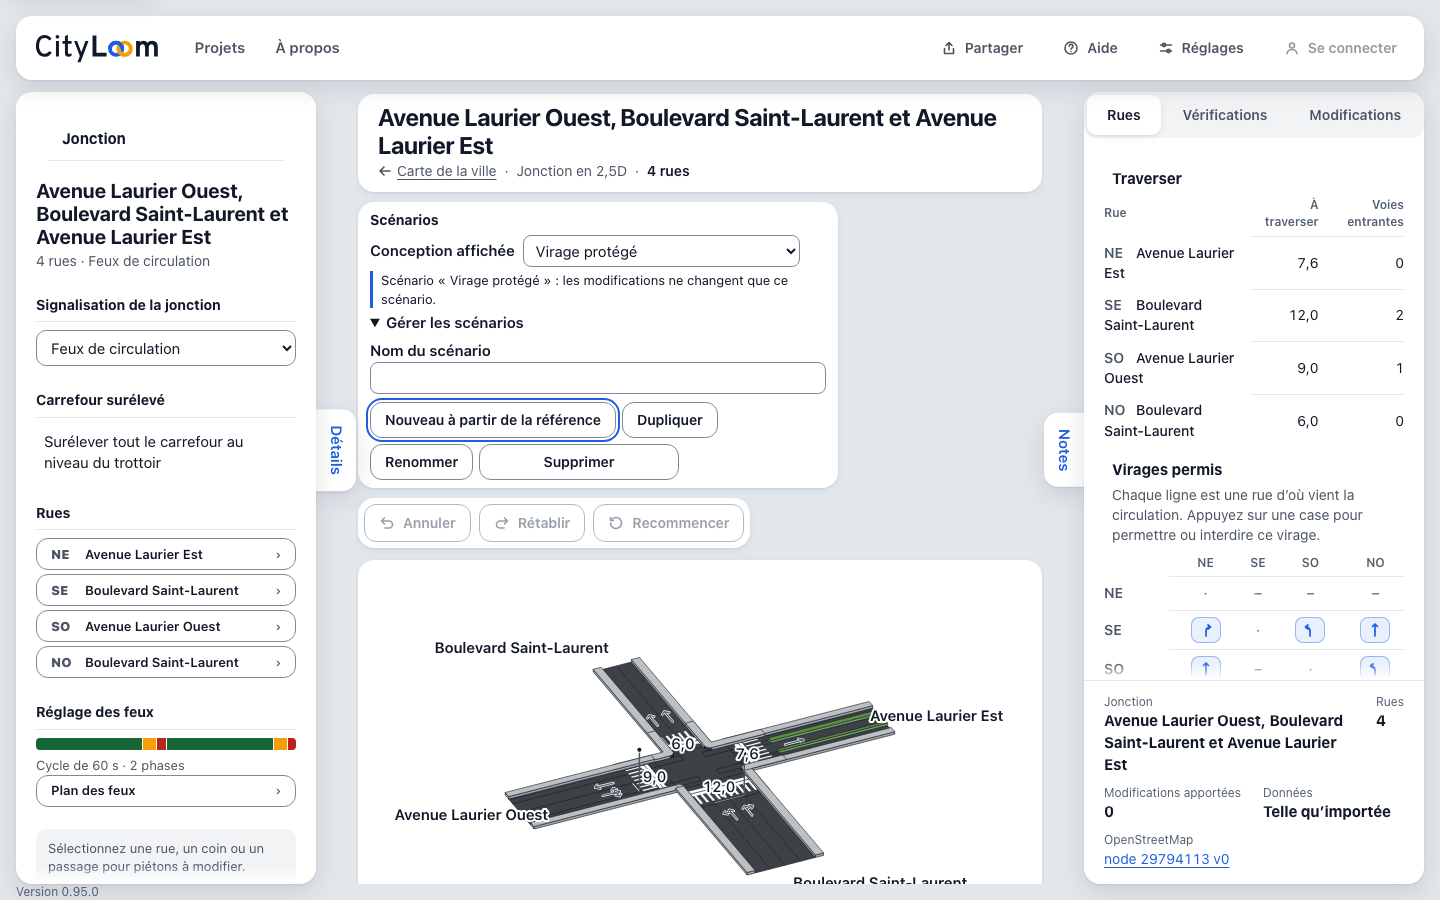 CityLoom
Projets
À propos
Partager
Aide
Réglages
Se connecter
Jonction
Avenue Laurier Ouest,
Boulevard Saint-Laurent et
Avenue Laurier Est
4 rues · Feux de circulation
Signalisation de la jonction
Feux de circulation
Carrefour surélevé
Surélever tout le carrefour au
niveau du trottoir
Rues
NE Avenue Laurier Est ›
SE Boulevard Saint-Laurent ›
SO Avenue Laurier Ouest ›
NO Boulevard Saint-Laurent ›
Réglage des feux
Cycle de 60 s · 2 phases
Plan des feux ›
Sélectionnez une rue, un coin ou un
passage pour piétons à modifier.
Version 0.95.0
Détails
Avenue Laurier Ouest, Boulevard Saint-Laurent et Avenue
Laurier Est
← Carte de la ville · Jonction en 2,5D · 4 rues
Scénarios
Conception affichée Virage protégé
Scénario « Virage protégé » : les modifications ne changent que ce
scénario.
▼ Gérer les scénarios
Nom du scénario
Nouveau à partir de la référence
Dupliquer
Renommer
Supprimer
Annuler
Rétablir
Recommencer
Boulevard Saint-Laurent
Avenue Laurier Est
6,0
7,6
9,0
12,0
Avenue Laurier Ouest
Boulevard Saint-Laurent
Notes
Rues
Vérifications
Modifications
Traverser
Rue À traverser Voies entrantes
NE Avenue Laurier Est 7,6 0
SE Boulevard Saint-Laurent 12,0 2
SO Avenue Laurier Ouest 9,0 1
NO Boulevard Saint-Laurent 6,0 0
Virages permis
Chaque ligne est une rue d’où vient la
circulation. Appuyez sur une case pour
permettre ou interdire ce virage.
NE SE SO NO
NE · – – –
SE ·
SO – ·
Jonction
Avenue Laurier Ouest, Boulevard
Saint-Laurent et Avenue Laurier
Est
Rues
4
Modifications apportées
0
Données
Telle qu’importée
OpenStreetMap
node 29794113 v0